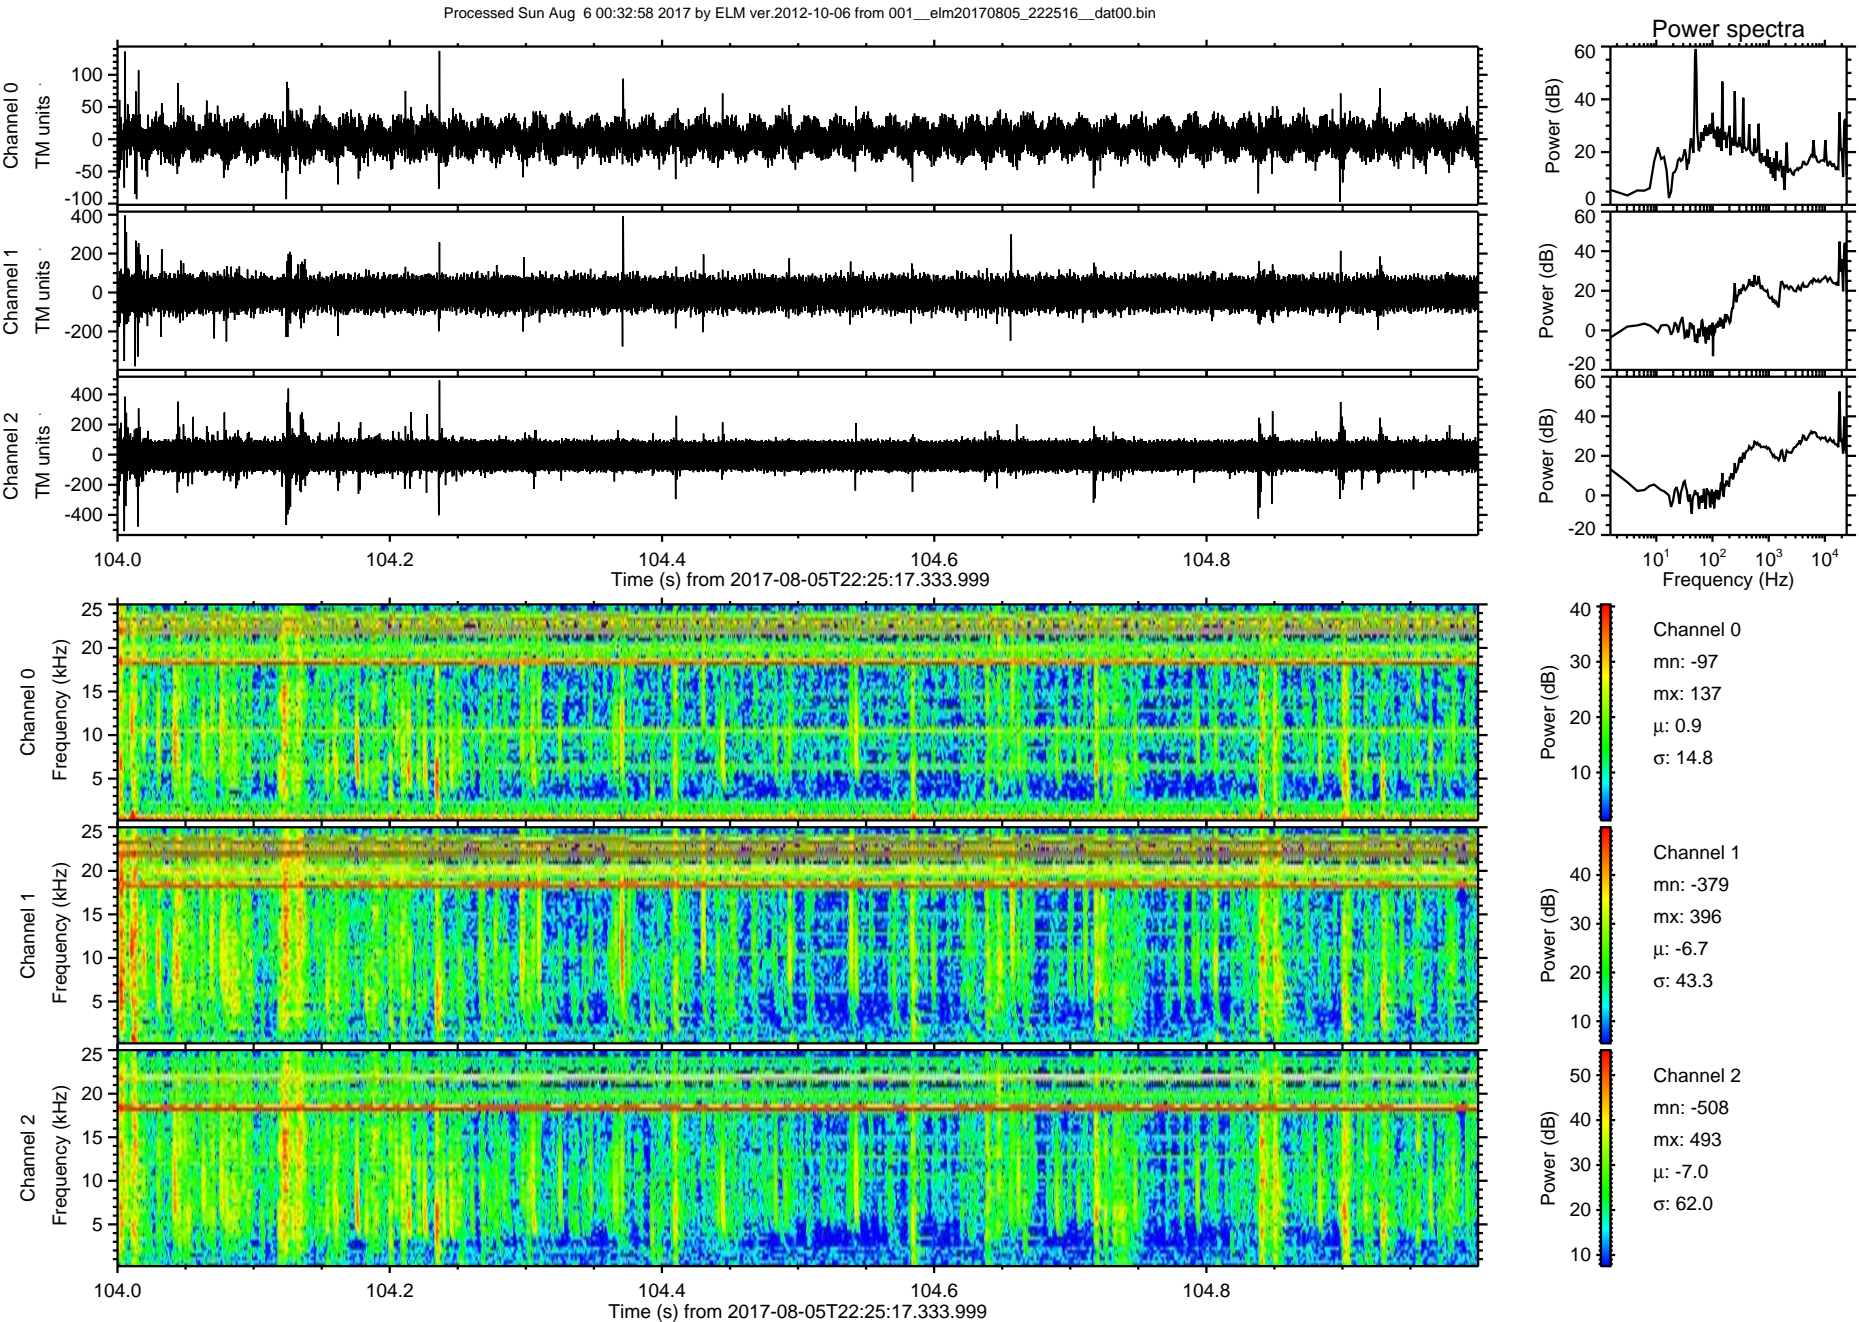 Processed Sun Aug  6 00:32:58 2017 by ELM ver.2012-10-06 from 001__elm20170805_222516__dat00.bin
Power spectra
Channel 0
TM units
100
50
0
-50
-100
Power (dB)
60
40
20
0
Channel 1
TM units
400
200
0
-200
Power (dB)
60
40
20
0
-20
Channel 2
TM units
400
200
0
-200
-400
Power (dB)
60
40
20
0
-20
104.0 104.2 104.4 104.6 104.8
Time (s) from 2017-08-05T22:25:17.333.999
10¹ 10² 10³ 10⁴
Frequency (Hz)
Channel 0
Frequency (kHz)
25
20
15
10
5
Power (dB)
40
30
20
10
Channel 0
mn: -97
mx: 137
μ: 0.9
σ: 14.8
Channel 1
Frequency (kHz)
25
20
15
10
5
Power (dB)
40
30
20
10
Channel 1
mn: -379
mx: 396
μ: -6.7
σ: 43.3
Channel 2
Frequency (kHz)
25
20
15
10
5
Power (dB)
50
40
30
20
10
Channel 2
mn: -508
mx: 493
μ: -7.0
σ: 62.0
104.0 104.2 104.4 104.6 104.8
Time (s) from 2017-08-05T22:25:17.333.999